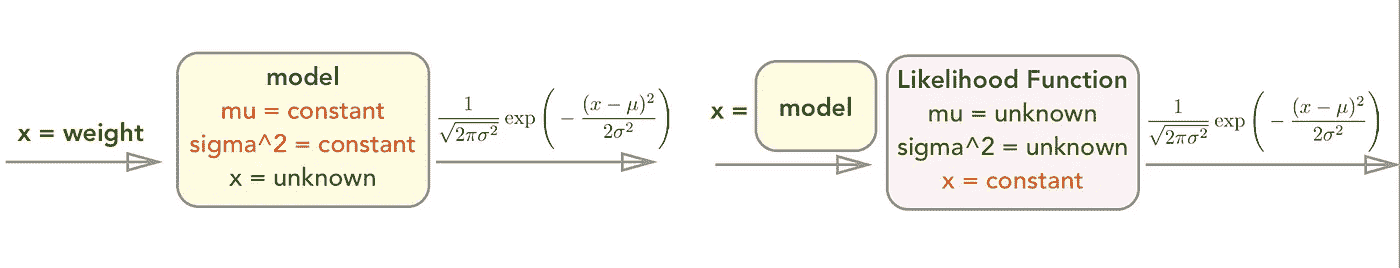 x = weight
model
mu = constant
sigma^2 = constant
x = unknown
\frac{1}{\sqrt{2\pi\sigma^2}} \exp\left(-\frac{(x-\mu)^2}{2\sigma^2}\right)
x =
model
Likelihood Function
mu = unknown
sigma^2 = unknown
x = constant
\frac{1}{\sqrt{2\pi\sigma^2}} \exp\left(-\frac{(x-\mu)^2}{2\sigma^2}\right)